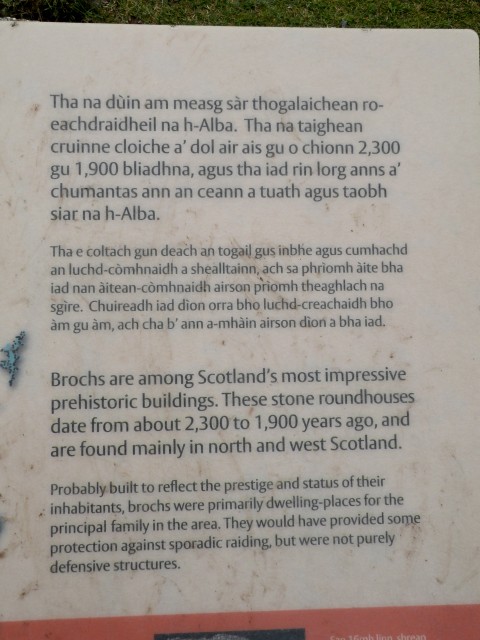 Tha na dùin am measg sàr thogalaichean ro-
eachdraidheil na h-Alba. Tha na taighean
cruinne cloiche a' dol air ais gu o chionn 2,300
gu 1,900 bliadhna, agus tha iad rin lorg anns a'
chumantas ann an ceann a tuath agus taobh
siar na h-Alba.
Tha e coltach gun deach an togail gus inbhe agus cumhachd
an luchd-còmhnaidh a shealltainn, ach sa phrìomh àite bha
iad nan àitean-còmhnaidh airson prìomh theaghlach na
sgìre. Chuireadh iad dìon orra bho luchd-creachaidh bho
àm gu àm, ach cha b' ann a-mhàin airson dìon a bha iad.
Brochs are among Scotland's most impressive
prehistoric buildings. These stone roundhouses
date from about 2,300 to 1,900 years ago, and
are found mainly in north and west Scotland.
Probably built to reflect the prestige and status of their
inhabitants, brochs were primarily dwelling-places for the
principal family in the area. They would have provided some
protection against sporadic raiding, but were not purely
defensive structures.
linn, shreap